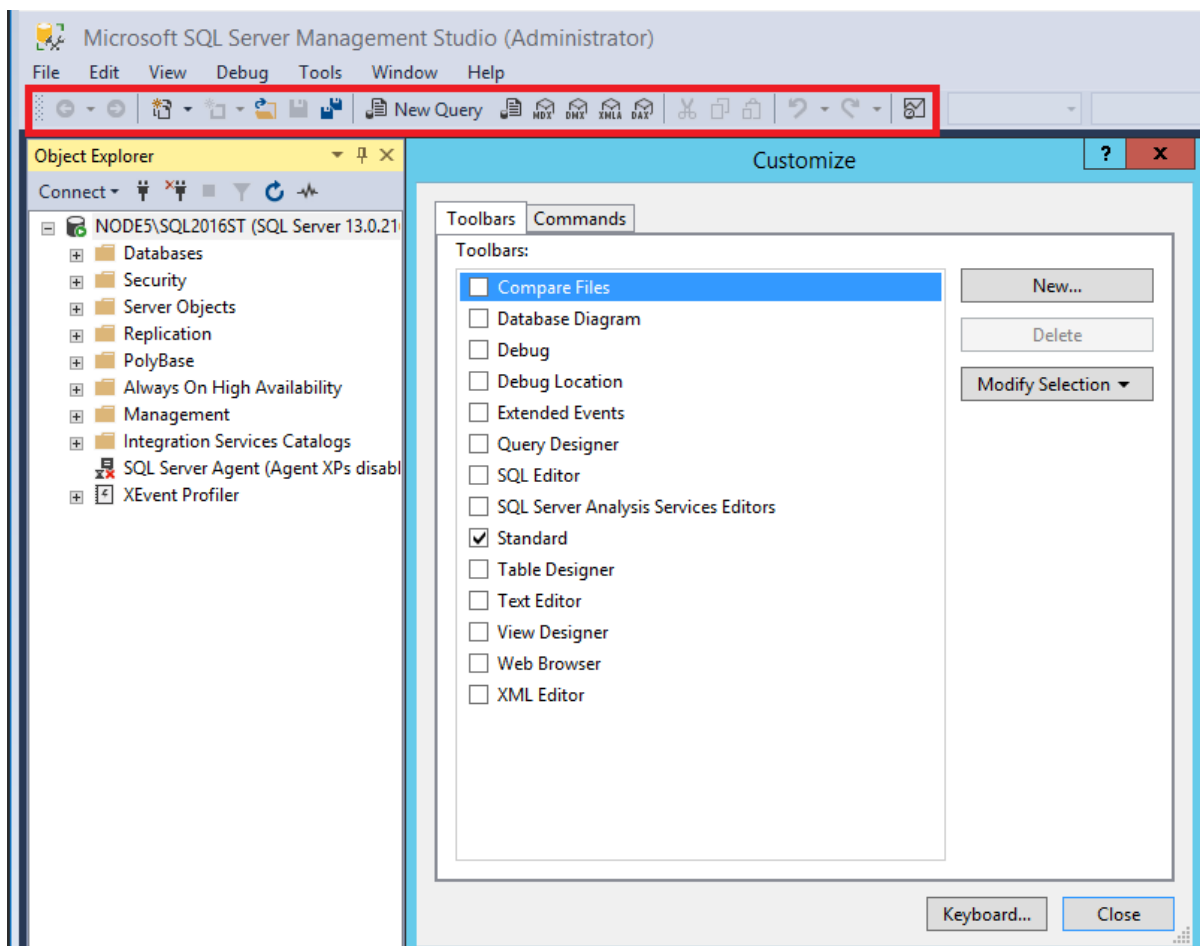 Microsoft SQL Server Management Studio (Administrator)
File Edit View Debug Tools Window Help
New Query MDX DMX XMLA DAX
Object Explorer
Connect
NODE5\SQL2016ST (SQL Server 13.0.210
Databases
Security
Server Objects
Replication
PolyBase
Always On High Availability
Management
Integration Services Catalogs
SQL Server Agent (Agent XPs disabl
XEvent Profiler
Customize
? x
Toolbars Commands
Toolbars:
Compare Files
Database Diagram
Debug
Debug Location
Extended Events
Query Designer
SQL Editor
SQL Server Analysis Services Editors
Standard
Table Designer
Text Editor
View Designer
Web Browser
XML Editor
New...
Delete
Modify Selection
Keyboard...
Close